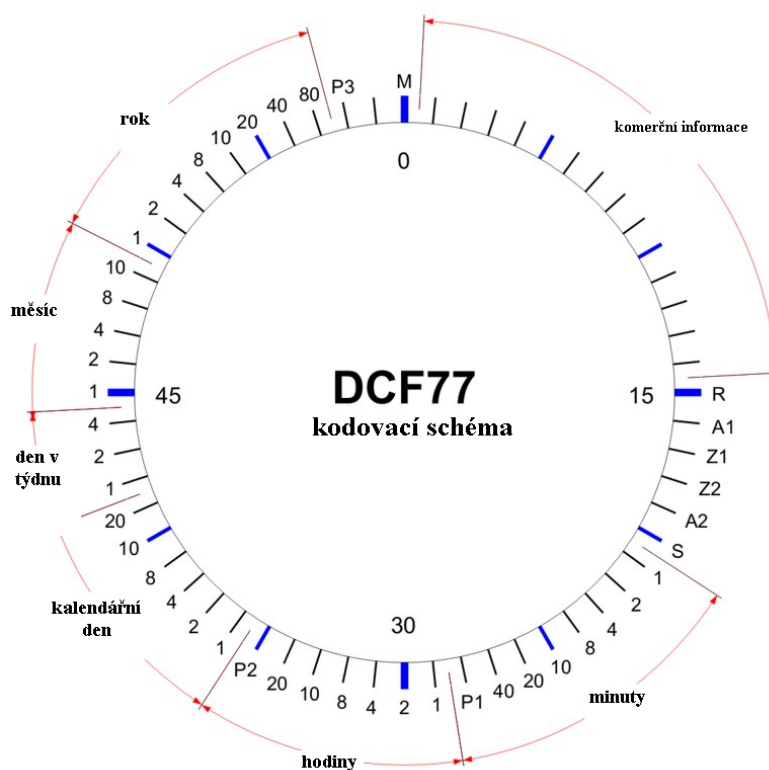 M
0
komerční informace
15
R
A1
Z1
Z2
A2
S
1
2
4
8
10
20
40
minuty
P1
1
2
30
4
8
10
20
hodiny
P2
1
2
4
8
10
20
kalendářní
den
1
2
4
den v
týdnu
1
45
2
4
8
10
měsíc
1
2
4
8
10
20
40
80
rok
P3
DCF77
kodovací schéma